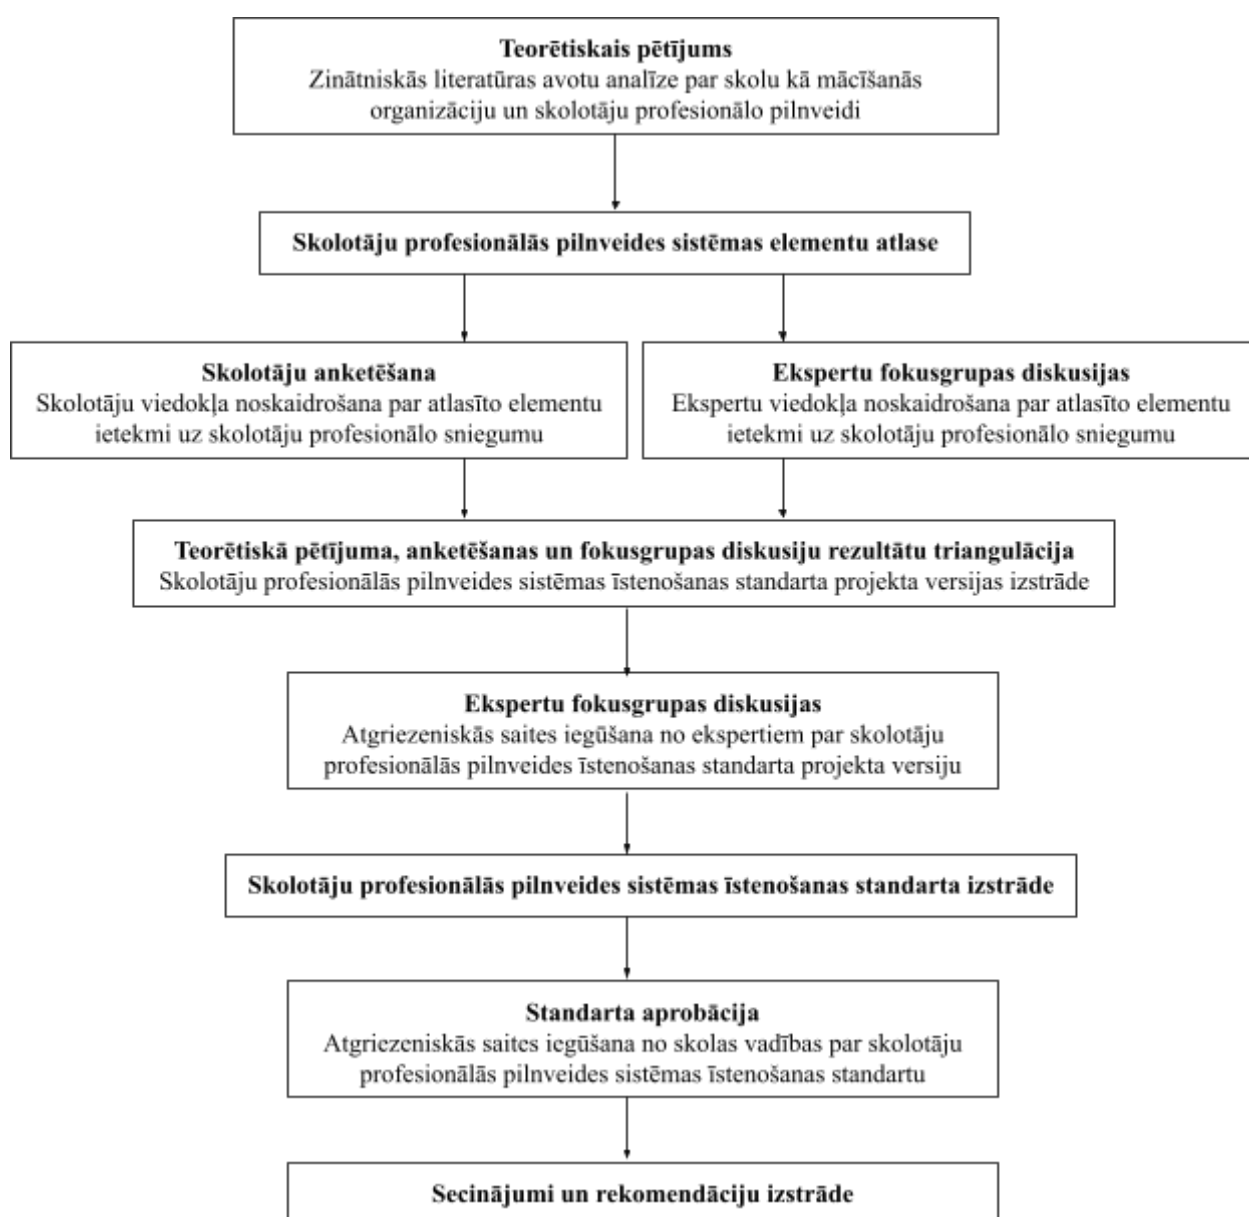 Teorētiskais pētījums
Zinātniskās literatūras avotu analīze par skolu kā mācīšanās
organizāciju un skolotāju profesionālo pilnveidi
Skolotāju profesionālās pilnveides sistēmas elementu atlase
Skolotāju anketēšana
Skolotāju viedokļa noskaidrošana par atlasīto elementu
ietekmi uz skolotāju profesionālo sniegumu
Ekspertu fokusgrupas diskusijas
Ekspertu viedokļa noskaidrošana par atlasīto elementu
ietekmi uz skolotāju profesionālo sniegumu
Teorētiskā pētījuma, anketēšanas un fokusgrupas diskusiju rezultātu triangulācija
Skolotāju profesionālās pilnveides sistēmas īstenošanas standarta projekta versijas izstrāde
Ekspertu fokusgrupas diskusijas
Atgriezeniskās saites iegūšana no ekspertiem par skolotāju
profesionālās pilnveides īstenošanas standarta projekta versiju
Skolotāju profesionālās pilnveides sistēmas īstenošanas standarta izstrāde
Standarta aprobācija
Atgriezeniskās saites iegūšana no skolas vadības par skolotāju
profesionālās pilnveides sistēmas īstenošanas standartu
Secinājumi un rekomendāciju izstrāde